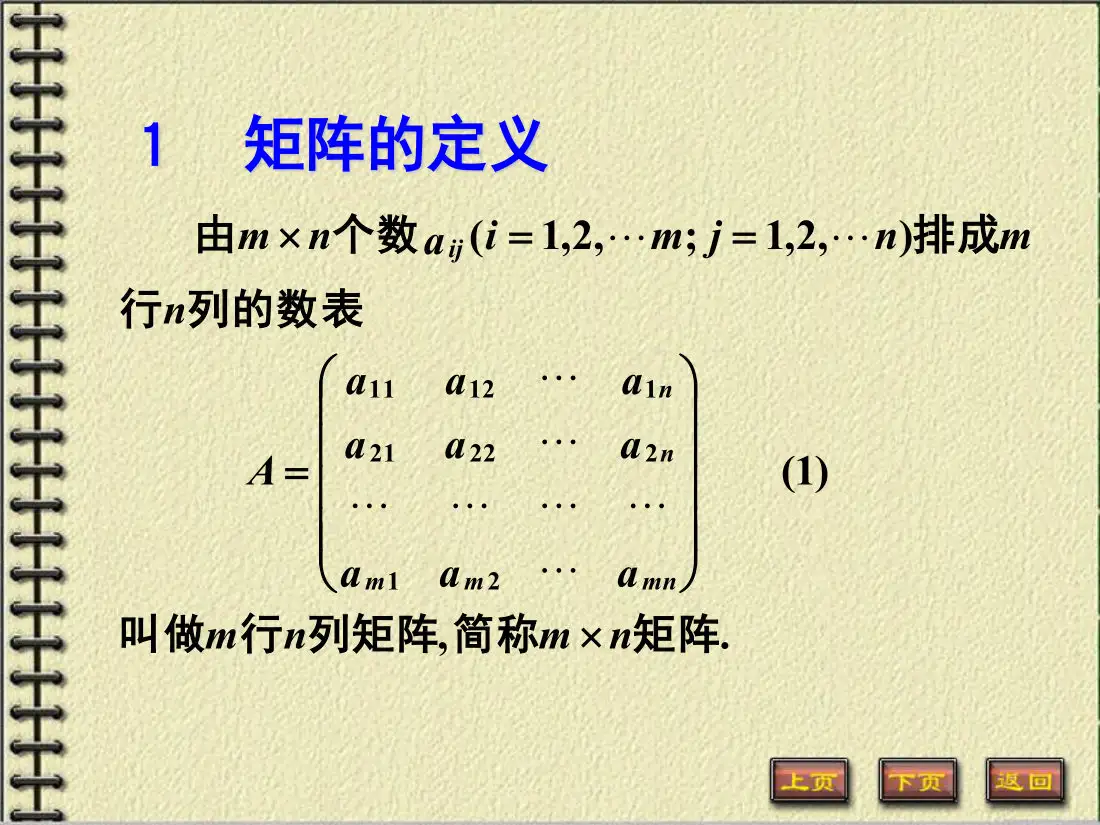 1 矩阵的定义
由m × n个数 aij (i = 1,2, ⋯ m; j = 1,2, ⋯ n)排成m
行n列的数表
a11 a12 ⋯ a1n
a21 a22 ⋯ a2n
A = (1)
⋯ ⋯ ⋯ ⋯
am1 am2 ⋯ amn
叫做m行n列矩阵,简称m × n矩阵.
上页 下页 返回